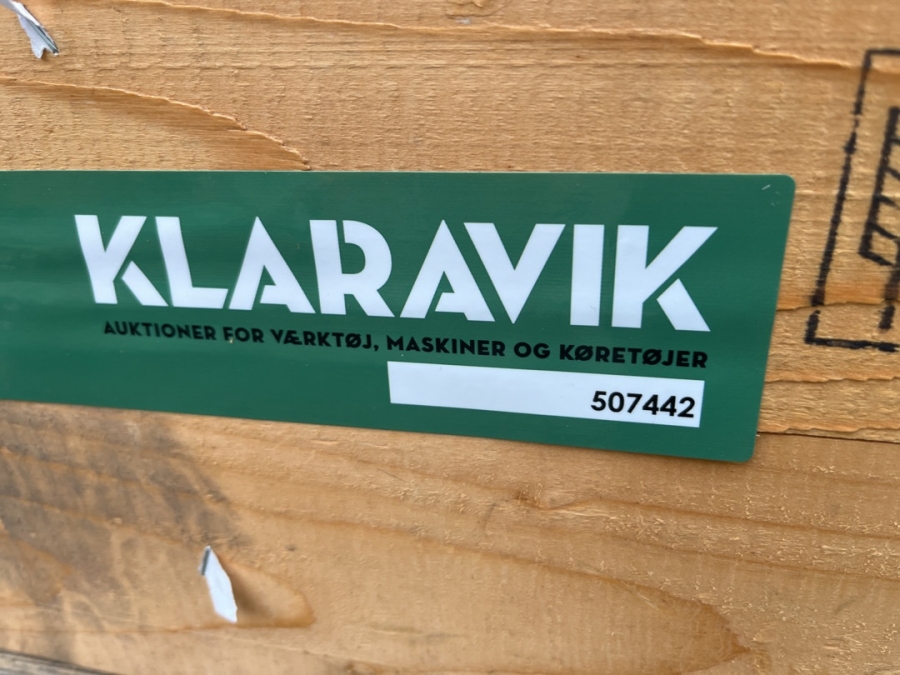 KLARAVIK
AUKTIONER FOR VÆRKTØJ, MASKINER OG KØRETØJER
507442